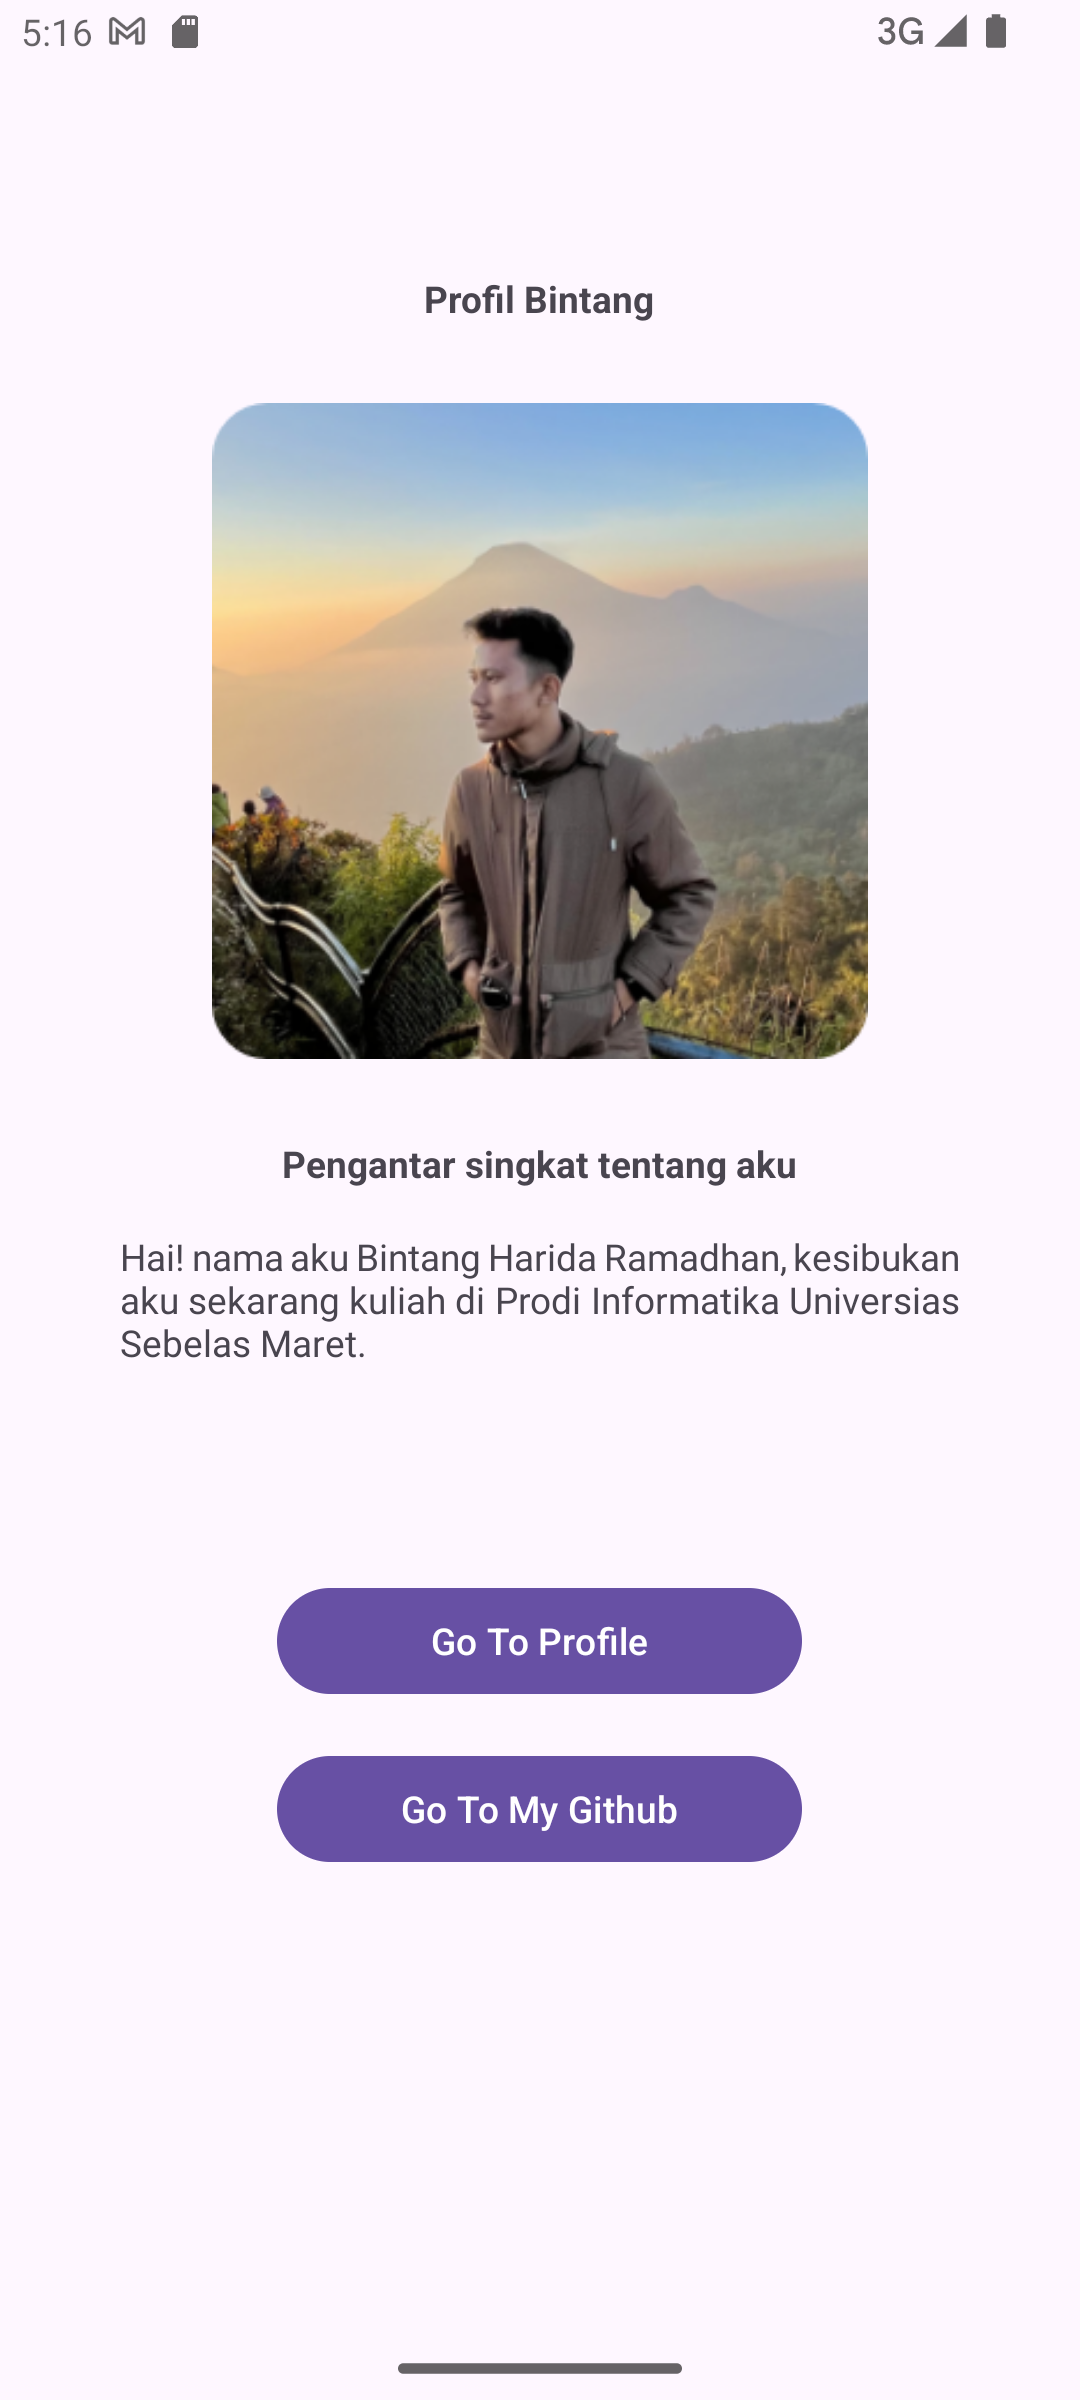 5:16
3G
Profil Bintang
Pengantar singkat tentang aku
Hai! nama aku Bintang Harida Ramadhan, kesibukan
aku sekarang kuliah di Prodi Informatika Universias
Sebelas Maret.
Go To Profile
Go To My Github